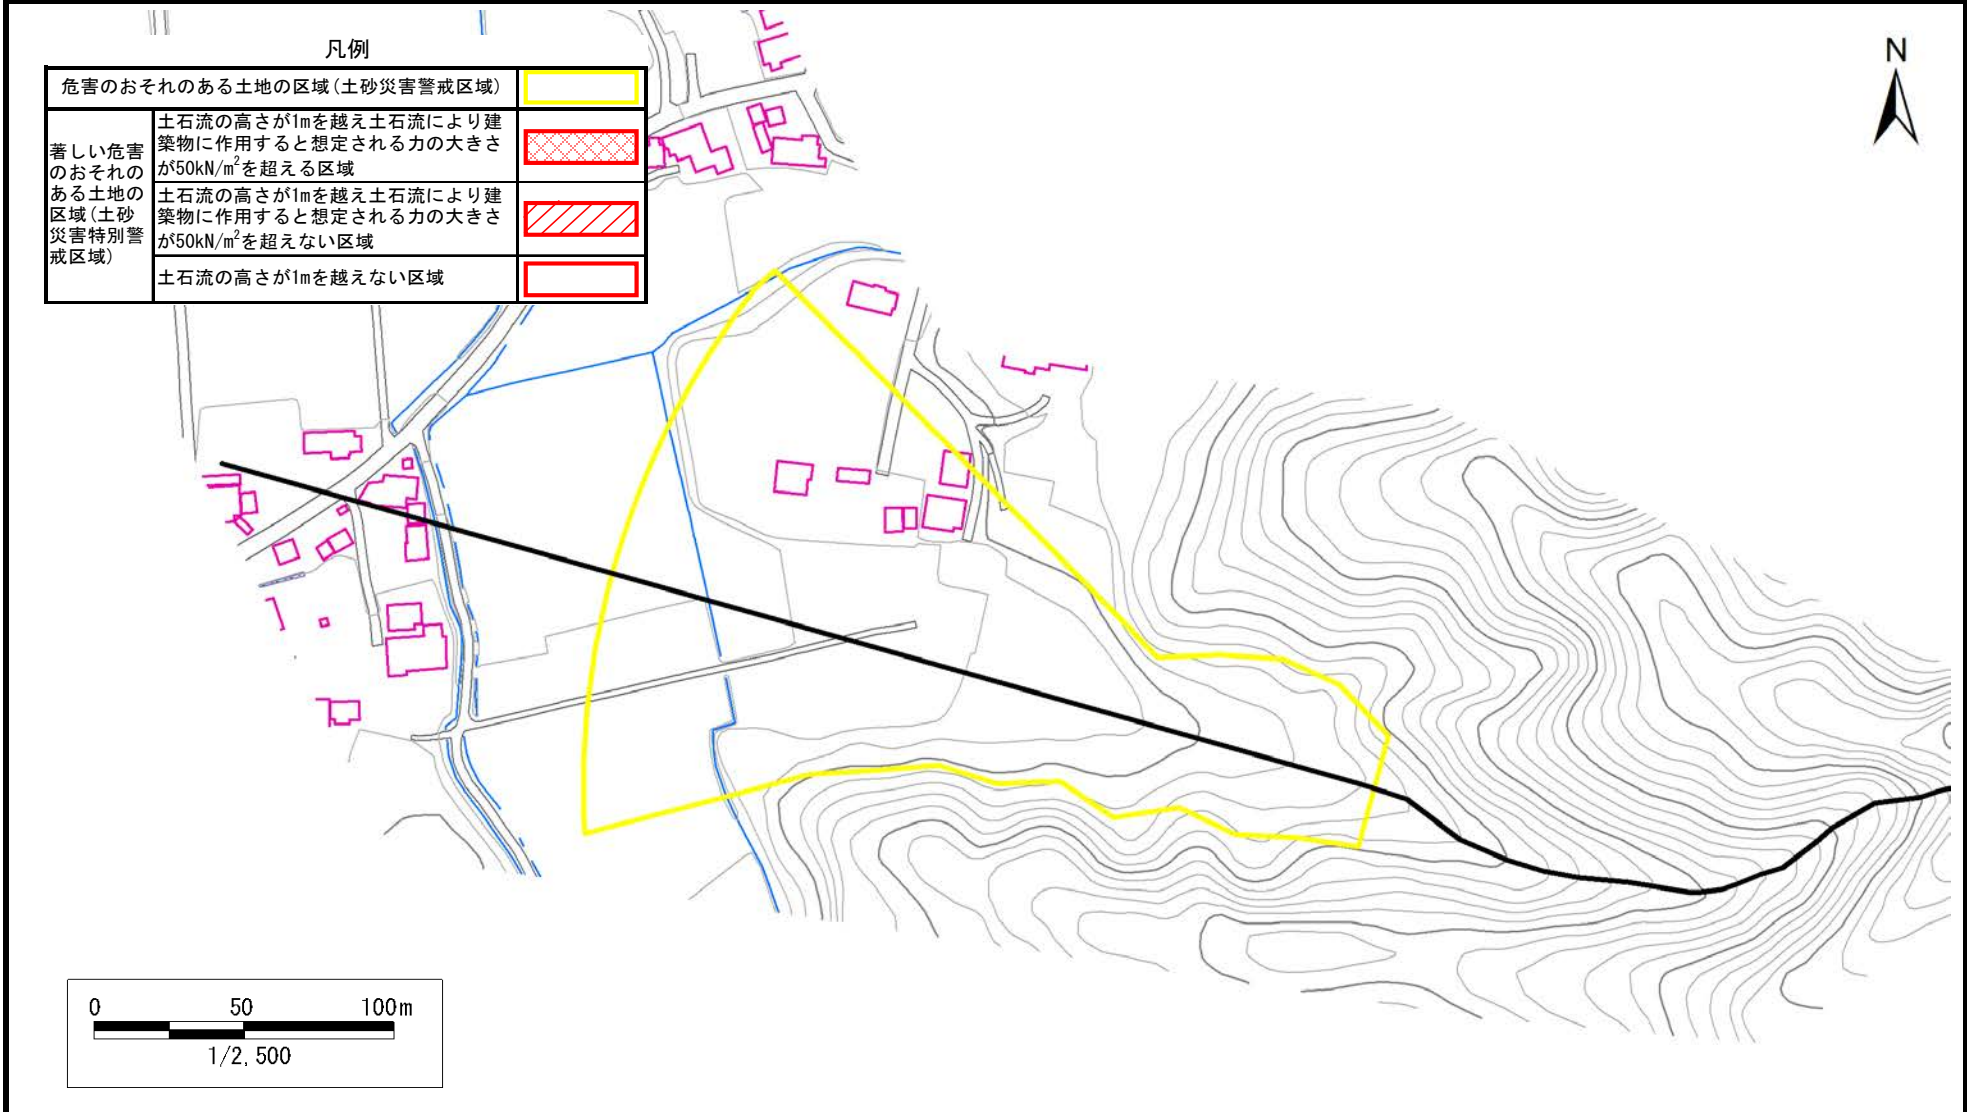 凡例
危害のおそれのある土地の区域(土砂災害警戒区域)
著しい危害
のおそれの
ある土地の
区域(土砂
災害特別警
戒区域)
土石流の高さが1mを越え土石流により建
築物に作用すると想定される力の大きさ
が50kN/m²を超える区域
土石流の高さが1mを越え土石流により建
築物に作用すると想定される力の大きさ
が50kN/m²を超えない区域
土石流の高さが1mを越えない区域
N
0 50 100m
1/2,500